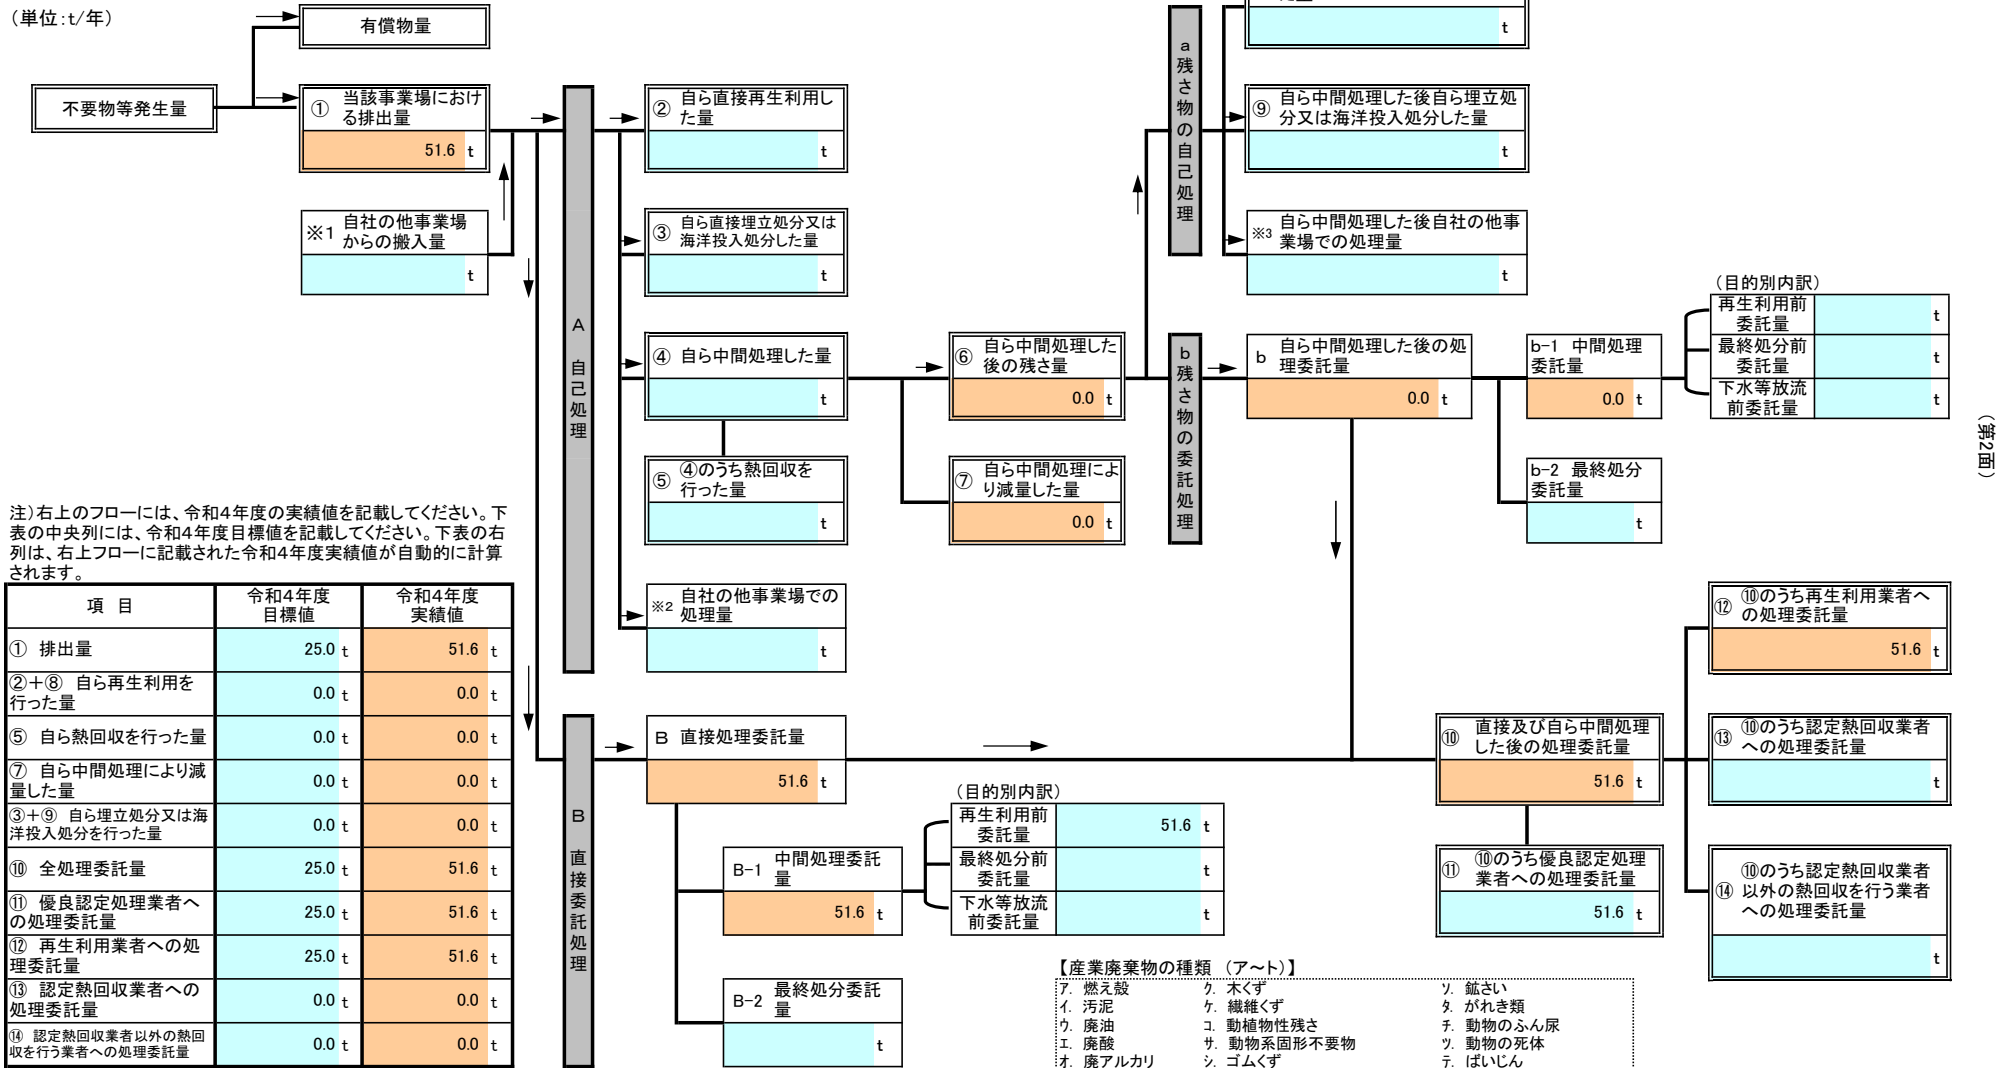 （単位:t/年）
有償物量
不要物等発生量
① 当該事業場におけ
る排出量
51.6 t
※1 自社の他事業場
からの搬入量
t
A 自己処理
② 自ら直接再生利用し
た量
t
③ 自ら直接埋立処分又は
海洋投入処分した量
t
④ 自ら中間処理した量
t
⑤ ④のうち熱回収を
行った量
t
※2 自社の他事業場での
処理量
t
⑥ 自ら中間処理した
後の残さ量
0.0 t
⑦ 自ら中間処理によ
り減量した量
0.0 t
a 残さ物の自己処理
t
⑨ 自ら中間処理した後自ら埋立処
分又は海洋投入処分した量
t
※3 自ら中間処理した後自社の他事
業場での処理量
t
b 残さ物の委託処理
b 自ら中間処理した後の処
理委託量
0.0 t
b-1 中間処理
委託量
0.0 t
b-2 最終処分
委託量
t
（目的別内訳）
再生利用前
委託量
t
最終処分前
委託量
t
下水等放流
前委託量
t
（第2面）
注）右上のフローには、令和4年度の実績値を記載してください。下
表の中央列には、令和4年度目標値を記載してください。下表の右
列は、右上フローに記載された令和4年度実績値が自動的に計算
されます。
項 目 令和4年度 令和4年度
目標値 実績値
① 排出量 25.0 t 51.6 t
②＋⑧ 自ら再生利用を
行った量 0.0 t 0.0 t
⑤ 自ら熱回収を行った量 0.0 t 0.0 t
⑦ 自ら中間処理により減
量した量 0.0 t 0.0 t
③＋⑨ 自ら埋立処分又は海
洋投入処分を行った量 0.0 t 0.0 t
⑩ 全処理委託量 25.0 t 51.6 t
⑪ 優良認定処理業者へ
の処理委託量 25.0 t 51.6 t
⑫ 再生利用業者への処
理委託量 25.0 t 51.6 t
⑬ 認定熱回収業者への
処理委託量 0.0 t 0.0 t
⑭ 認定熱回収業者以外の熱回
収を行う業者への処理委託量 0.0 t 0.0 t
B 直接委託処理
B 直接処理委託量
51.6 t
B-1 中間処理委託
量
51.6 t
B-2 最終処分委託
量
t
（目的別内訳）
再生利用前
委託量
51.6 t
最終処分前
委託量
t
下水等放流
前委託量
t
⑩ 直接及び自ら中間処理
した後の処理委託量
51.6 t
⑪ ⑩のうち優良認定処理
業者への処理委託量
51.6 t
⑫ ⑩のうち再生利用業者へ
の処理委託量
51.6 t
⑬ ⑩のうち認定熱回収業者
への処理委託量
t
⑭ ⑩のうち認定熱回収業者
以外の熱回収を行う業者
への処理委託量
t
【産業廃棄物の種類 （ア～ト）】
ｱ. 燃え殻 ｸ. 木くず ｿ. 鉱さい
ｲ. 汚泥 ｹ. 繊維くず ﾀ. がれき類
ｳ. 廃油 ｺ. 動植物性残さ ﾁ. 動物のふん尿
ｴ. 廃酸 ｻ. 動物系固形不要物 ﾂ. 動物の死体
ｵ. 廃アルカリ ｼ. ゴムくず ﾃ. ばいじん